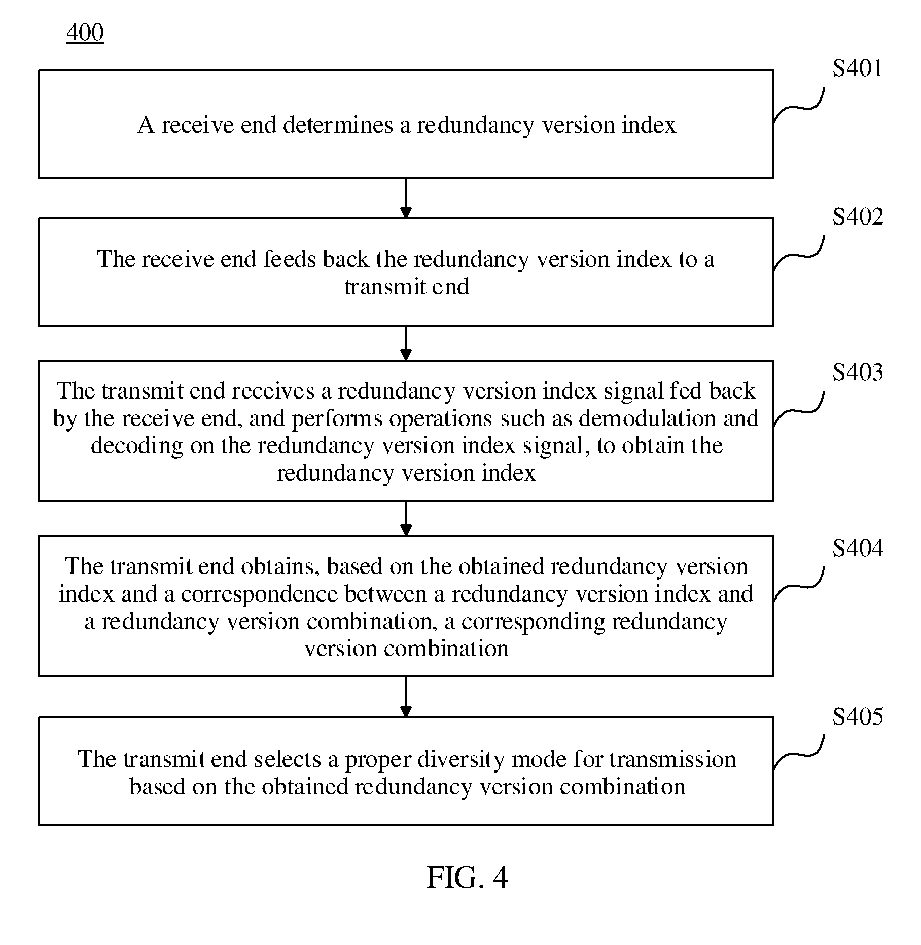 400
S401
A receive end determines a redundancy version index
S402
The receive end feeds back the redundancy version index to a
transmit end
S403
The transmit end receives a redundancy version index signal fed back
by the receive end, and performs operations such as demodulation and
decoding on the redundancy version index signal, to obtain the
redundancy version index
S404
The transmit end obtains, based on the obtained redundancy version
index and a correspondence between a redundancy version index and
a redundancy version combination, a corresponding redundancy
version combination
S405
The transmit end selects a proper diversity mode for transmission
based on the obtained redundancy version combination
FIG. 4